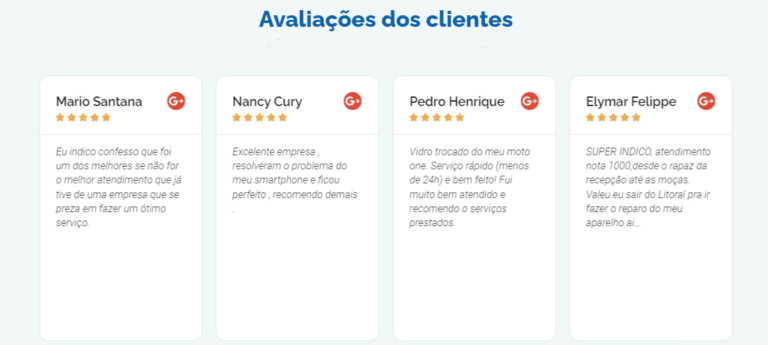 Avaliações dos clientes
Mario Santana
G+
Eu indico confesso que foi
um dos melhores se não for
o melhor atendimento que já
tive de uma empresa que se
preza em fazer um ótimo
serviço.
Nancy Cury
G+
Excelente empresa ,
resolveram o problema do
meu smartphone e ficou
perfeito , recomendo demais
.
Pedro Henrique
G+
Vidro trocado do meu moto
one. Serviço rápido (menos
de 24h) e bem feito! Fui
muito bem atendido e
recomendo o serviços
prestados.
Elymar Felippe
G+
SUPER INDICO, atendimento
nota 1000,desde o rapaz da
recepção até as moças.
Valeu eu sair do Litoral pra ir
fazer o reparo do meu
aparelho ai...